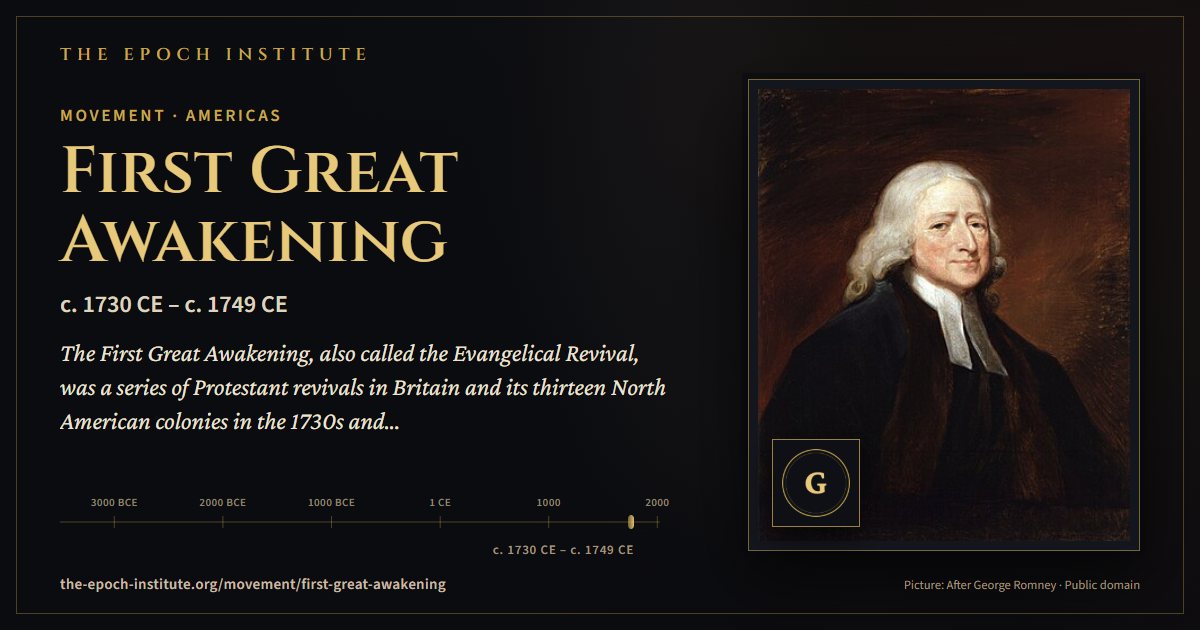 THE EPOCH INSTITUTE
MOVEMENT · AMERICAS
FIRST GREAT
AWAKENING
c. 1730 CE – c. 1749 CE
The First Great Awakening, also called the Evangelical Revival,
was a series of Protestant revivals in Britain and its thirteen North
American colonies in the 1730s and...
3000 BCE 2000 BCE 1000 BCE 1 CE 1000 2000
c. 1730 CE – c. 1749 CE
G
the-epoch-institute.org/movement/first-great-awakening
Picture: After George Romney · Public domain